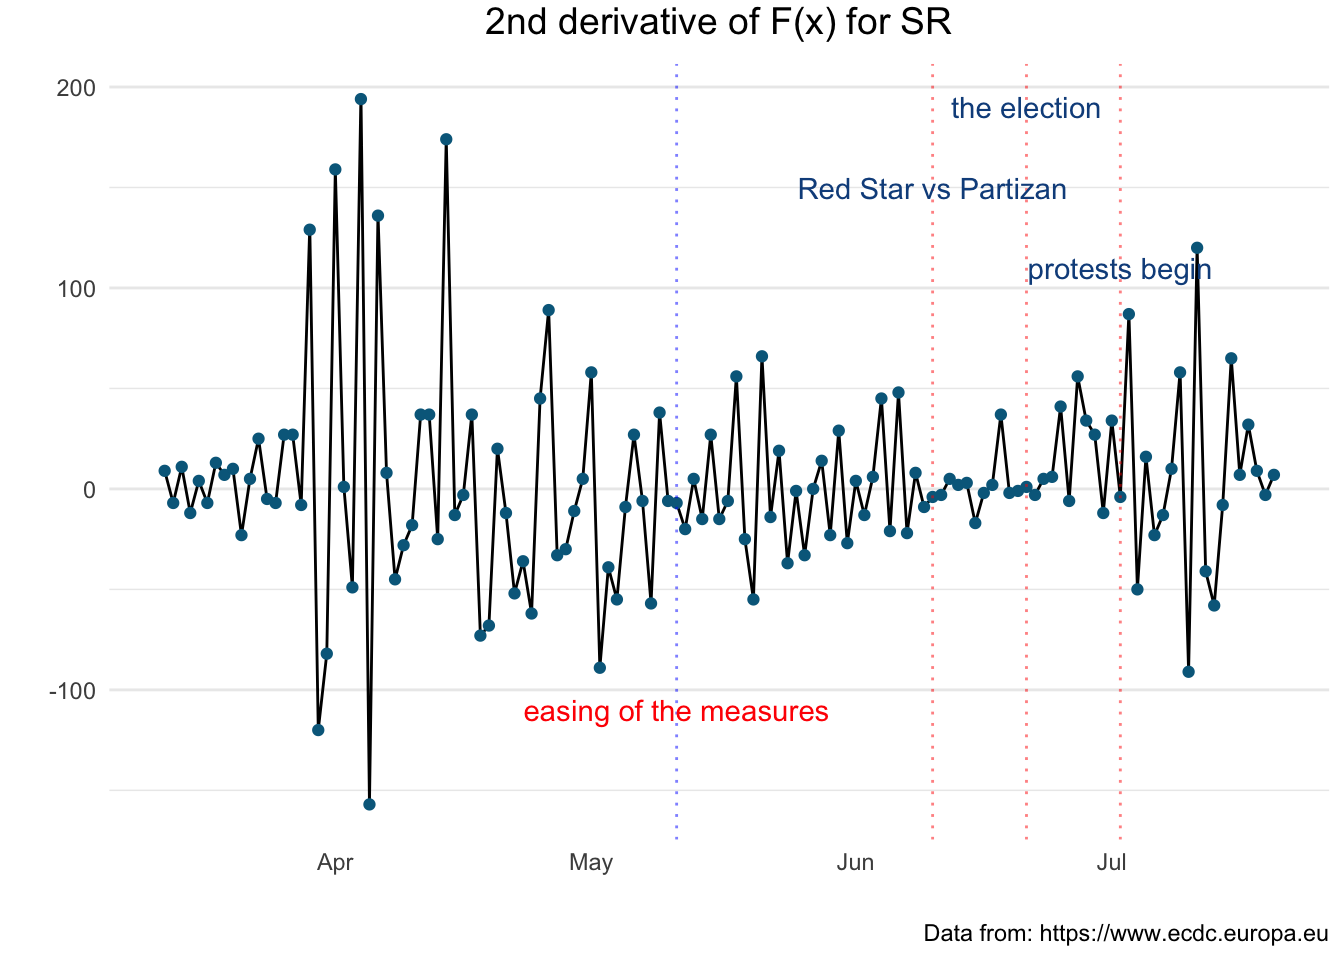 2nd derivative of F(x) for SR
200
the election
Red Star vs Partizan
protests begin
100
0
-100
easing of the measures
Apr May Jun Jul
Data from: https://www.ecdc.europa.eu